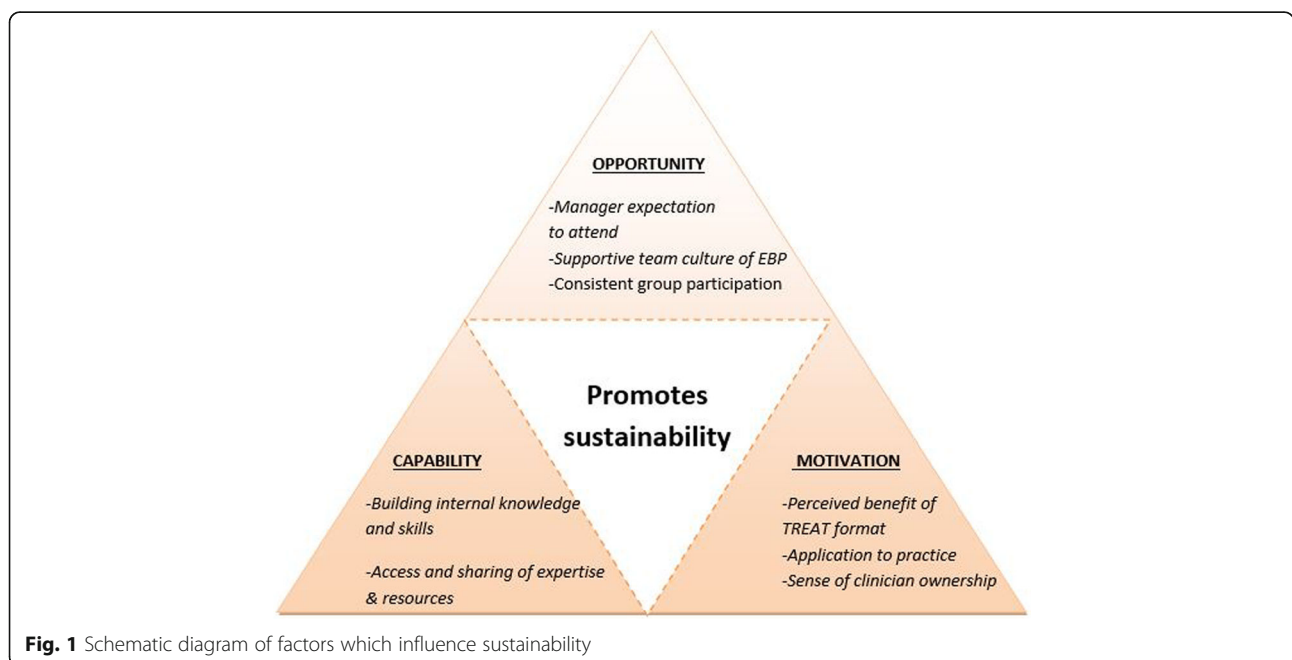 OPPORTUNITY
-Manager expectation
to attend
-Supportive team culture of EBP
-Consistent group participation
Promotes
sustainability
CAPABILITY
-Building internal knowledge
and skills
-Access and sharing of expertise
& resources
MOTIVATION
-Perceived benefit of
TREAT format
-Application to practice
-Sense of clinician ownership
Fig. 1 Schematic diagram of factors which influence sustainability